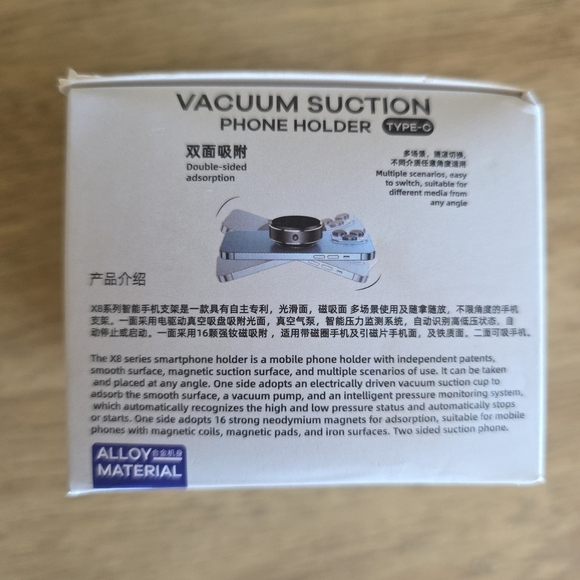 VACUUM SUCTION
PHONE HOLDER TYPE-C
双面吸附
Double-sided
adsorption
多场景，随意切换，
不同介质任意角度适用
Multiple scenarios, easy
to switch, suitable for
different media from
any angle
产品介绍
X8系列智能手机支架是一款具有自主专利，光滑面，磁吸面 多场景使用及随拿随放，不限角度的手机
支架。一面采用电驱动真空吸盘吸附光面，真空气泵，智能压力监测系统，自动识别高低压状态，自
动停止或启动。一面采用16颗强钕磁吸附 ，适用带磁圈手机及引磁片手机面，及铁质面。二面可吸手机。
The X8 series smartphone holder is a mobile phone holder with independent patents,
smooth surface, magnetic suction surface, and multiple scenarios of use. It can be taken
and placed at any angle. One side adopts an electrically driven vacuum suction cup to
adsorb the smooth surface, a vacuum pump, and an intelligent pressure monitoring system,
which automatically recognizes the high and low pressure status and automatically stops
or starts. One side adopts 16 strong neodymium magnets for adsorption, suitable for mobile
phones with magnetic coils, magnetic pads, and iron surfaces. Two sided suction phone.
ALLOY 合金机身
MATERIAL